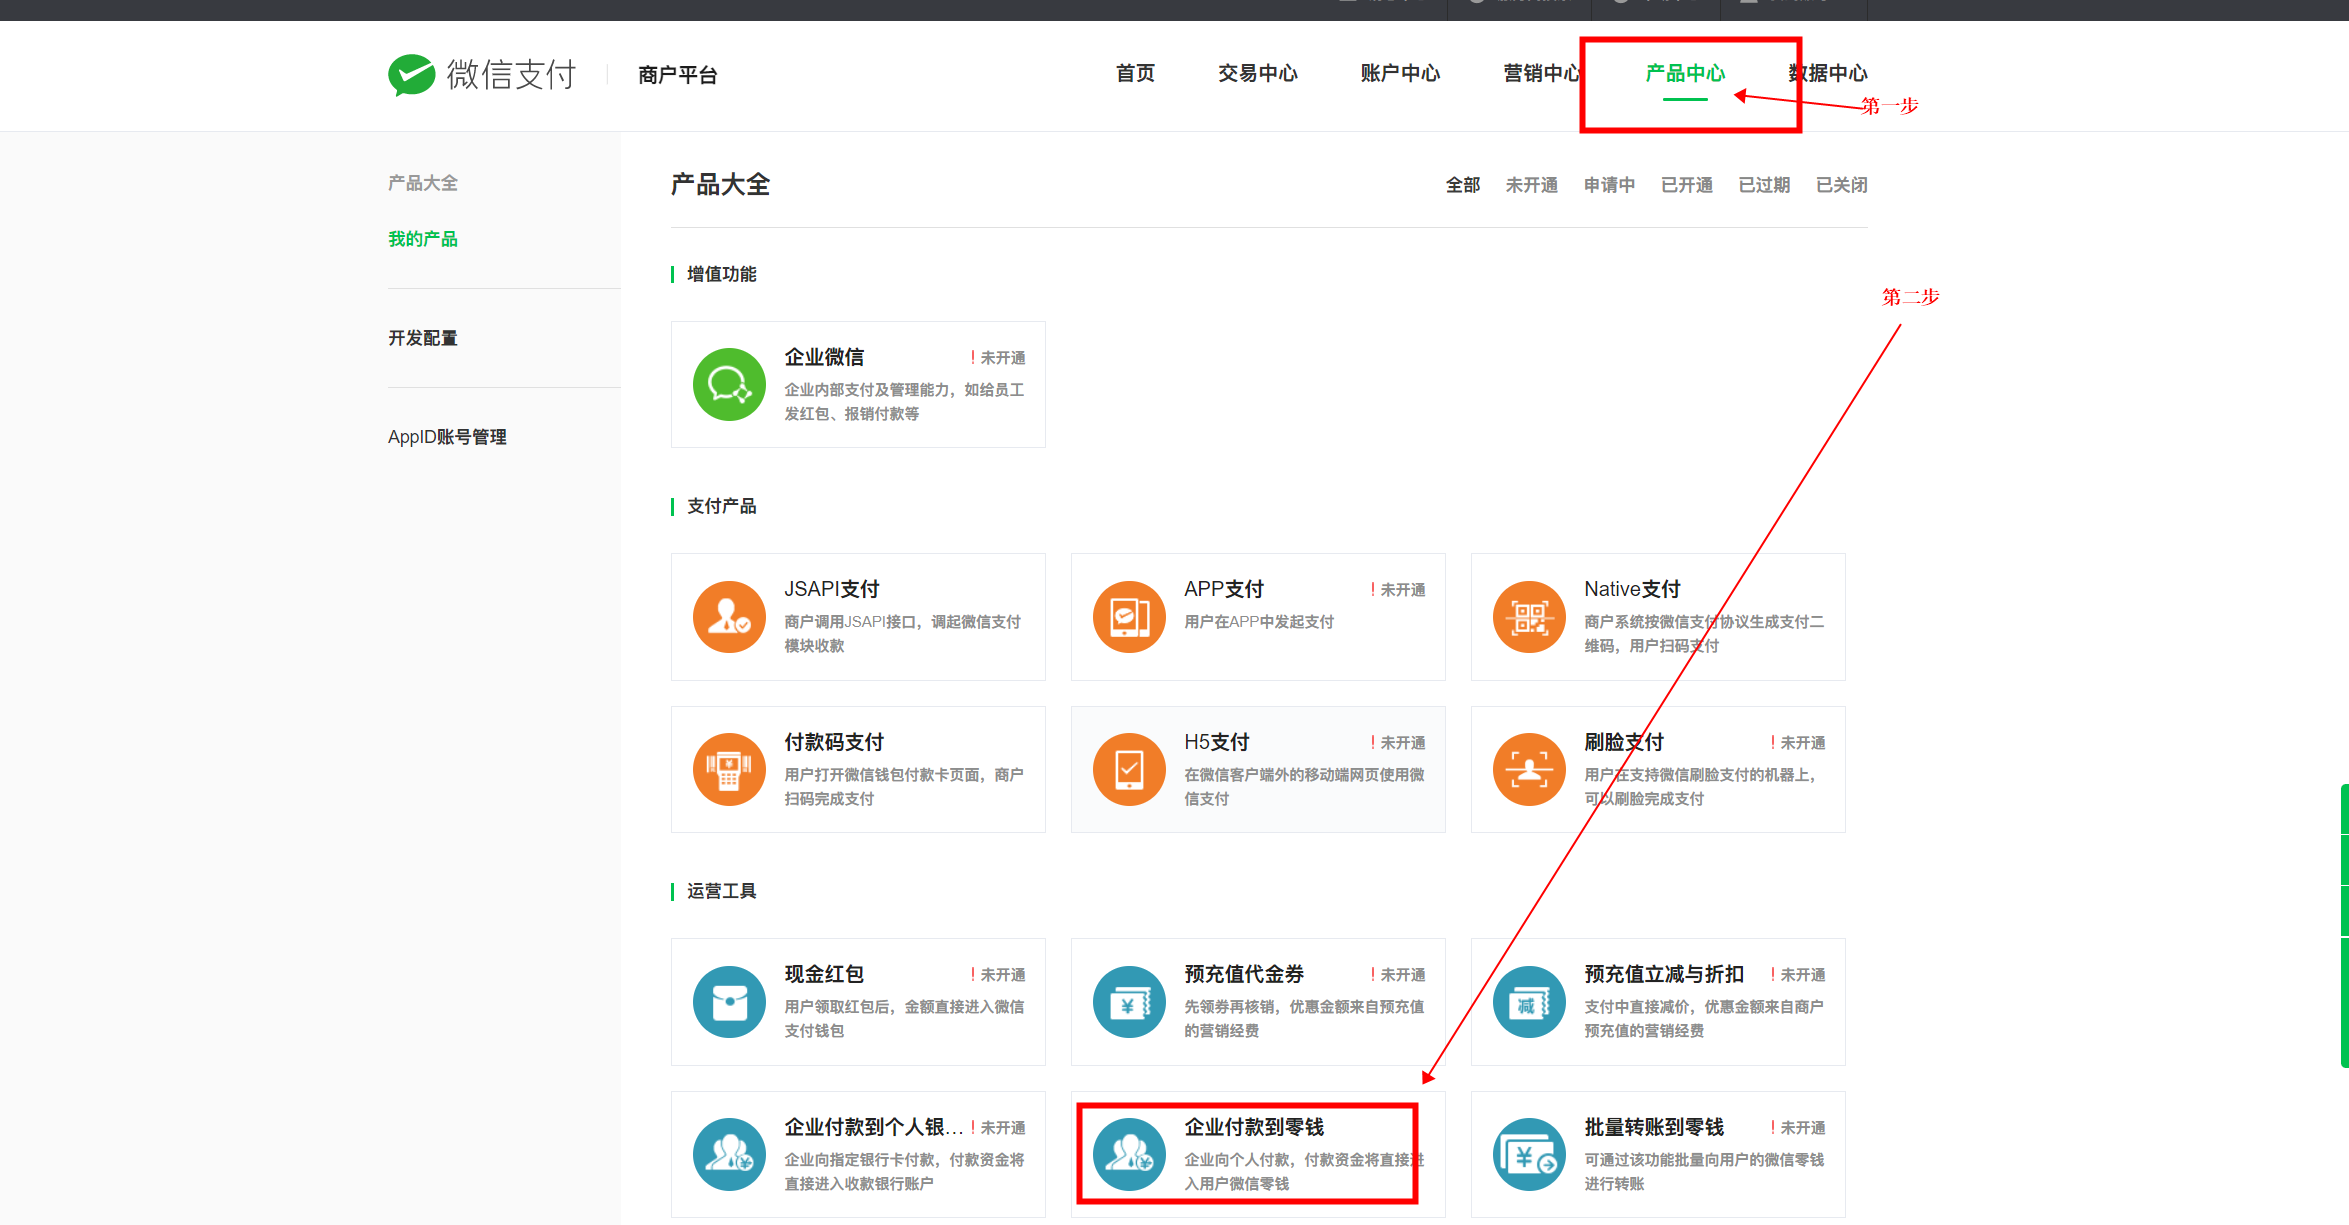 微信支付 商户平台 首页 交易中心 账户中心 营销中心 产品中心 数据中心
第一步
产品大全
我的产品
开发配置
AppID账号管理
产品大全 全部 未开通 申请中 已开通 已过期 已关闭
增值功能
第二步
企业微信 ! 未开通
企业内部支付及管理能力，如给员工
发红包、报销付款等
支付产品
JSAPI支付
商户调用JSAPI接口，调起微信支付
模块收款
APP支付 ! 未开通
用户在APP中发起支付
Native支付
商户系统按微信支付协议生成支付二
维码，用户扫码支付
付款码支付
用户打开微信钱包付款卡页面，商户
扫码完成支付
H5支付 ! 未开通
在微信客户端外的移动端网页使用微
信支付
刷脸支付 ! 未开通
用户在支持微信刷脸支付的机器上，
可以刷脸完成支付
运营工具
现金红包 ! 未开通
用户领取红包后，金额直接进入微信
支付钱包
预充值代金券 ! 未开通
先领券再核销，优惠金额来自预充值
的营销经费
减
预充值立减与折扣 ! 未开通
支付中直接减价，优惠金额来自商户
预充值的营销经费
企业付款到个人银... ! 未开通
企业向指定银行卡付款，付款资金将
直接进入收款银行账户
企业付款到零钱
企业向个人付款，付款资金将直接进
入用户微信零钱
批量转账到零钱 ! 未开通
可通过该功能批量向用户的微信零钱
进行转账